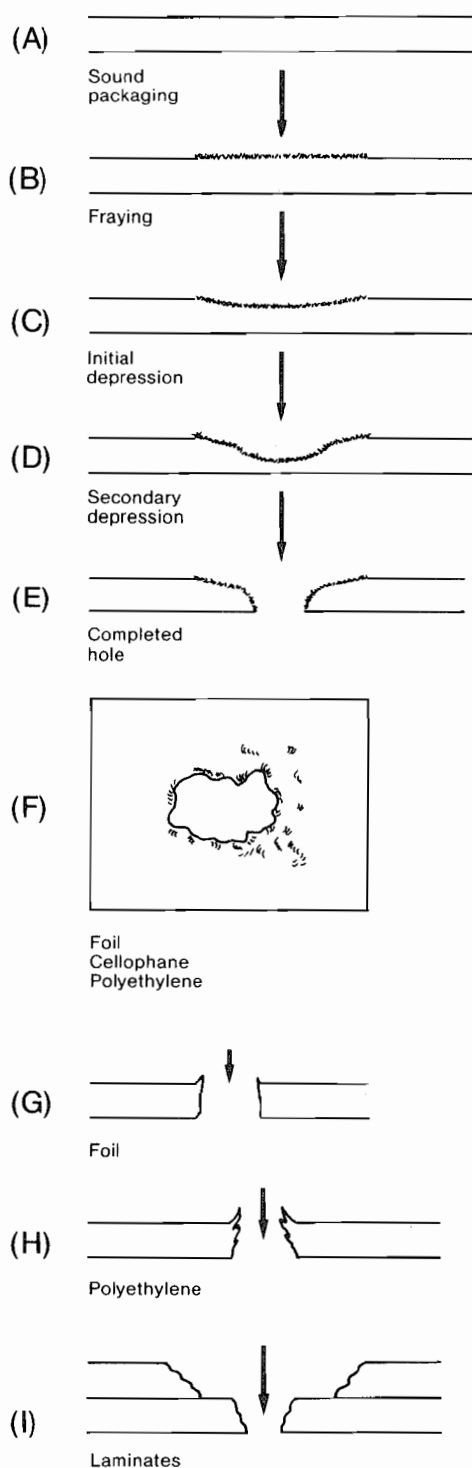 (A)
Sound
packaging
(B)
Fraying
(C)
Initial
depression
(D)
Secondary
depression
(E)
Completed
hole
(F)
Foil
Cellophane
Polyethylene
(G)
Foil
(H)
Polyethylene
(I)
Laminates